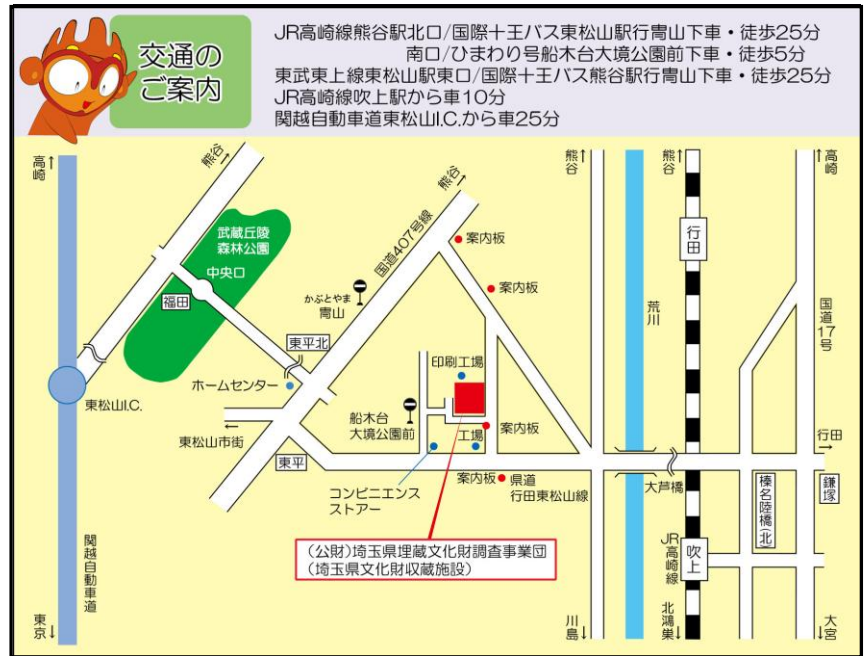 交通の
ご案内
JR高崎線熊谷駅北口/国際十王バス東松山駅行冑山下車・徒歩25分
南口/ひまわり号船木台大境公園前下車・徒歩5分
東武東上線東松山駅東口/国際十王バス熊谷駅行冑山下車・徒歩25分
JR高崎線吹上駅から車10分
関越自動車道東松山I.C.から車25分
高崎
熊谷
武蔵丘陵
森林公園
中央口
福田
東松山I.C.
関越自動車道
東京
熊谷
国道407号線
かぶとやま
冑山
東平北
ホームセンター
東松山市街
東平
案内板
案内板
印刷工場
船木台
大境公園前
案内板
工場
コンビニエンス
ストアー
案内板
県道
行田東松山線
(公財)埼玉県埋蔵文化財調査事業団
(埼玉県文化財収蔵施設)
熊谷
荒川
大芦橋
川島
熊谷
行田
JR高崎線
吹上
北鴻巣
高崎
国道17号
行田
鎌塚
榛名陸橋(北)
大宮